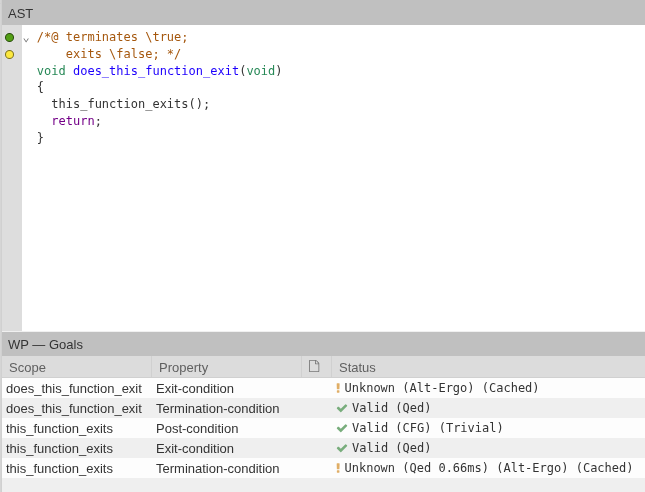 AST
/*@ terminates \true;
exits \false; */
void does_this_function_exit(void)
{
this_function_exits();
return;
}
WP — Goals
Scope Property Status
does_this_function_exit Exit-condition Unknown (Alt-Ergo) (Cached)
does_this_function_exit Termination-condition Valid (Qed)
this_function_exits Post-condition Valid (CFG) (Trivial)
this_function_exits Exit-condition Valid (Qed)
this_function_exits Termination-condition Unknown (Qed 0.66ms) (Alt-Ergo) (Cached)